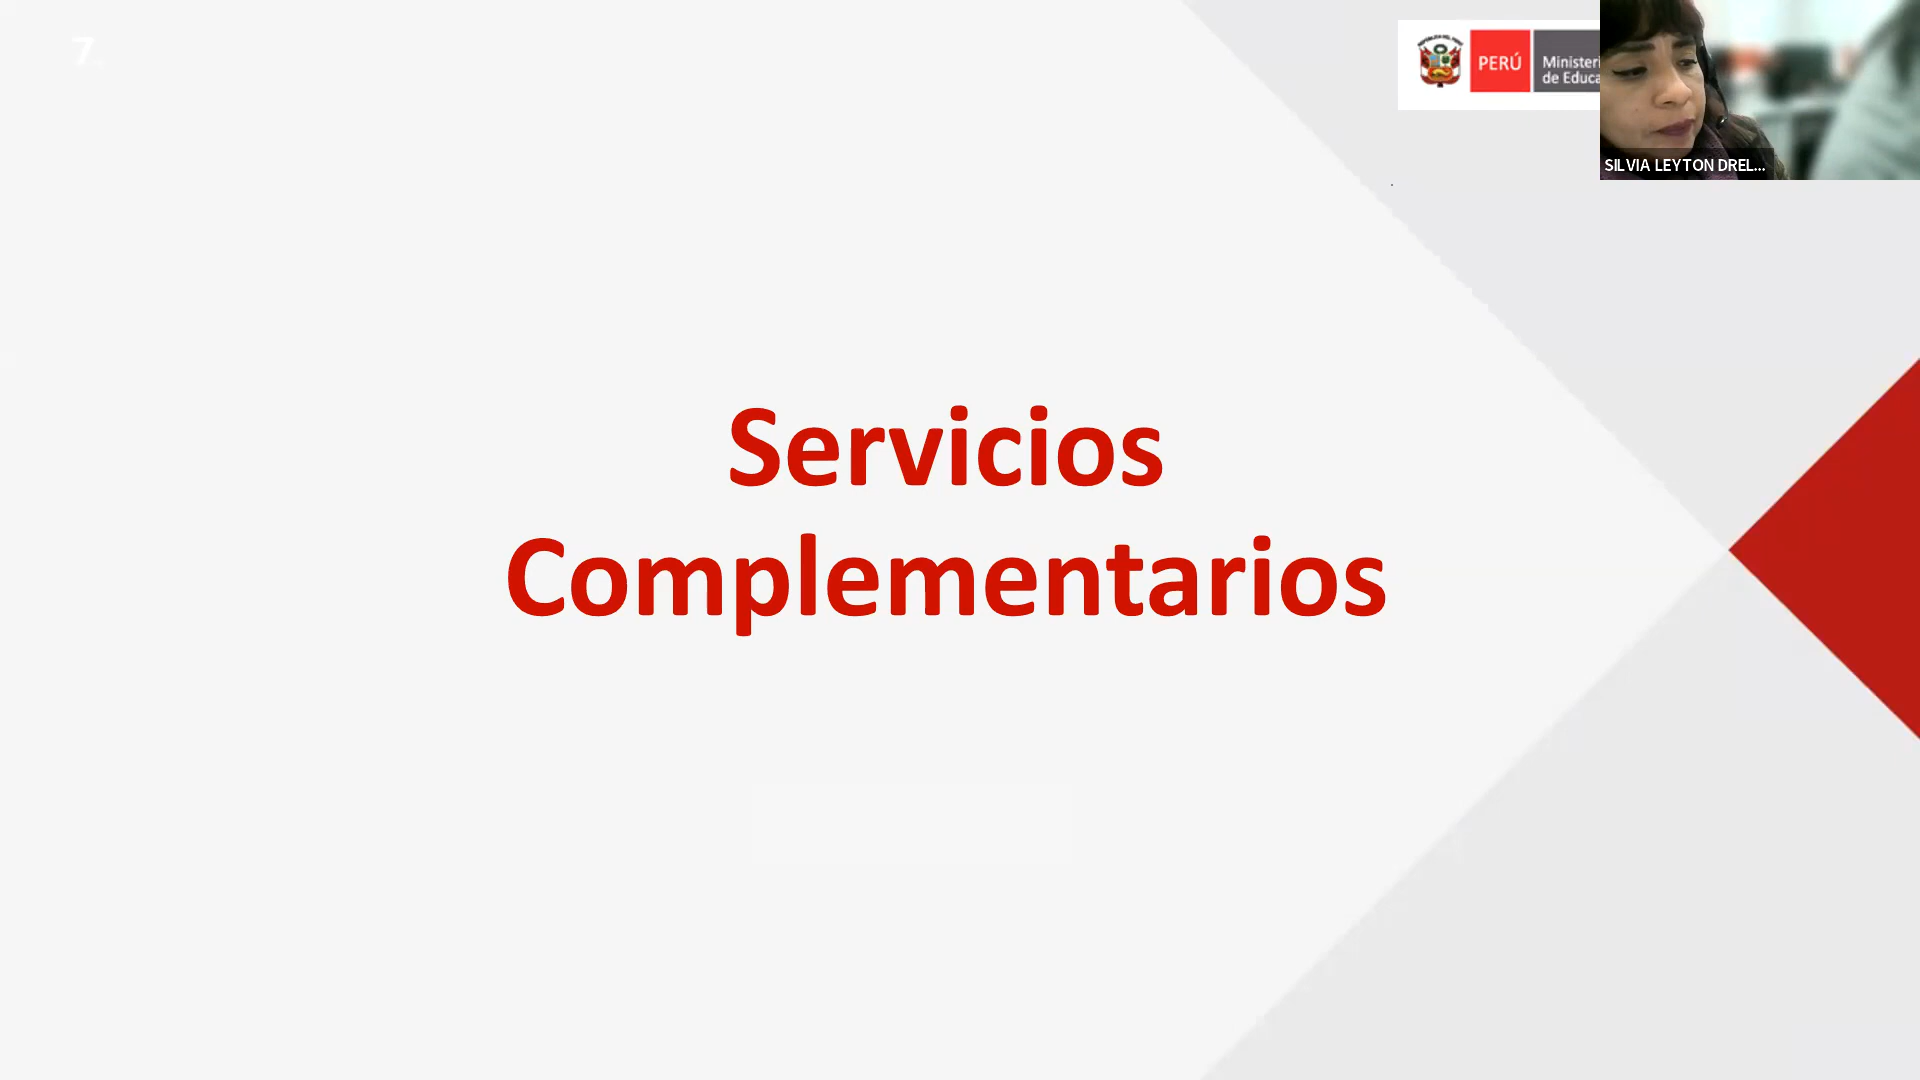 7.
PERÚ
Ministeri
de Educa
SILVIA LEYTON DREL...
Servicios
Complementarios